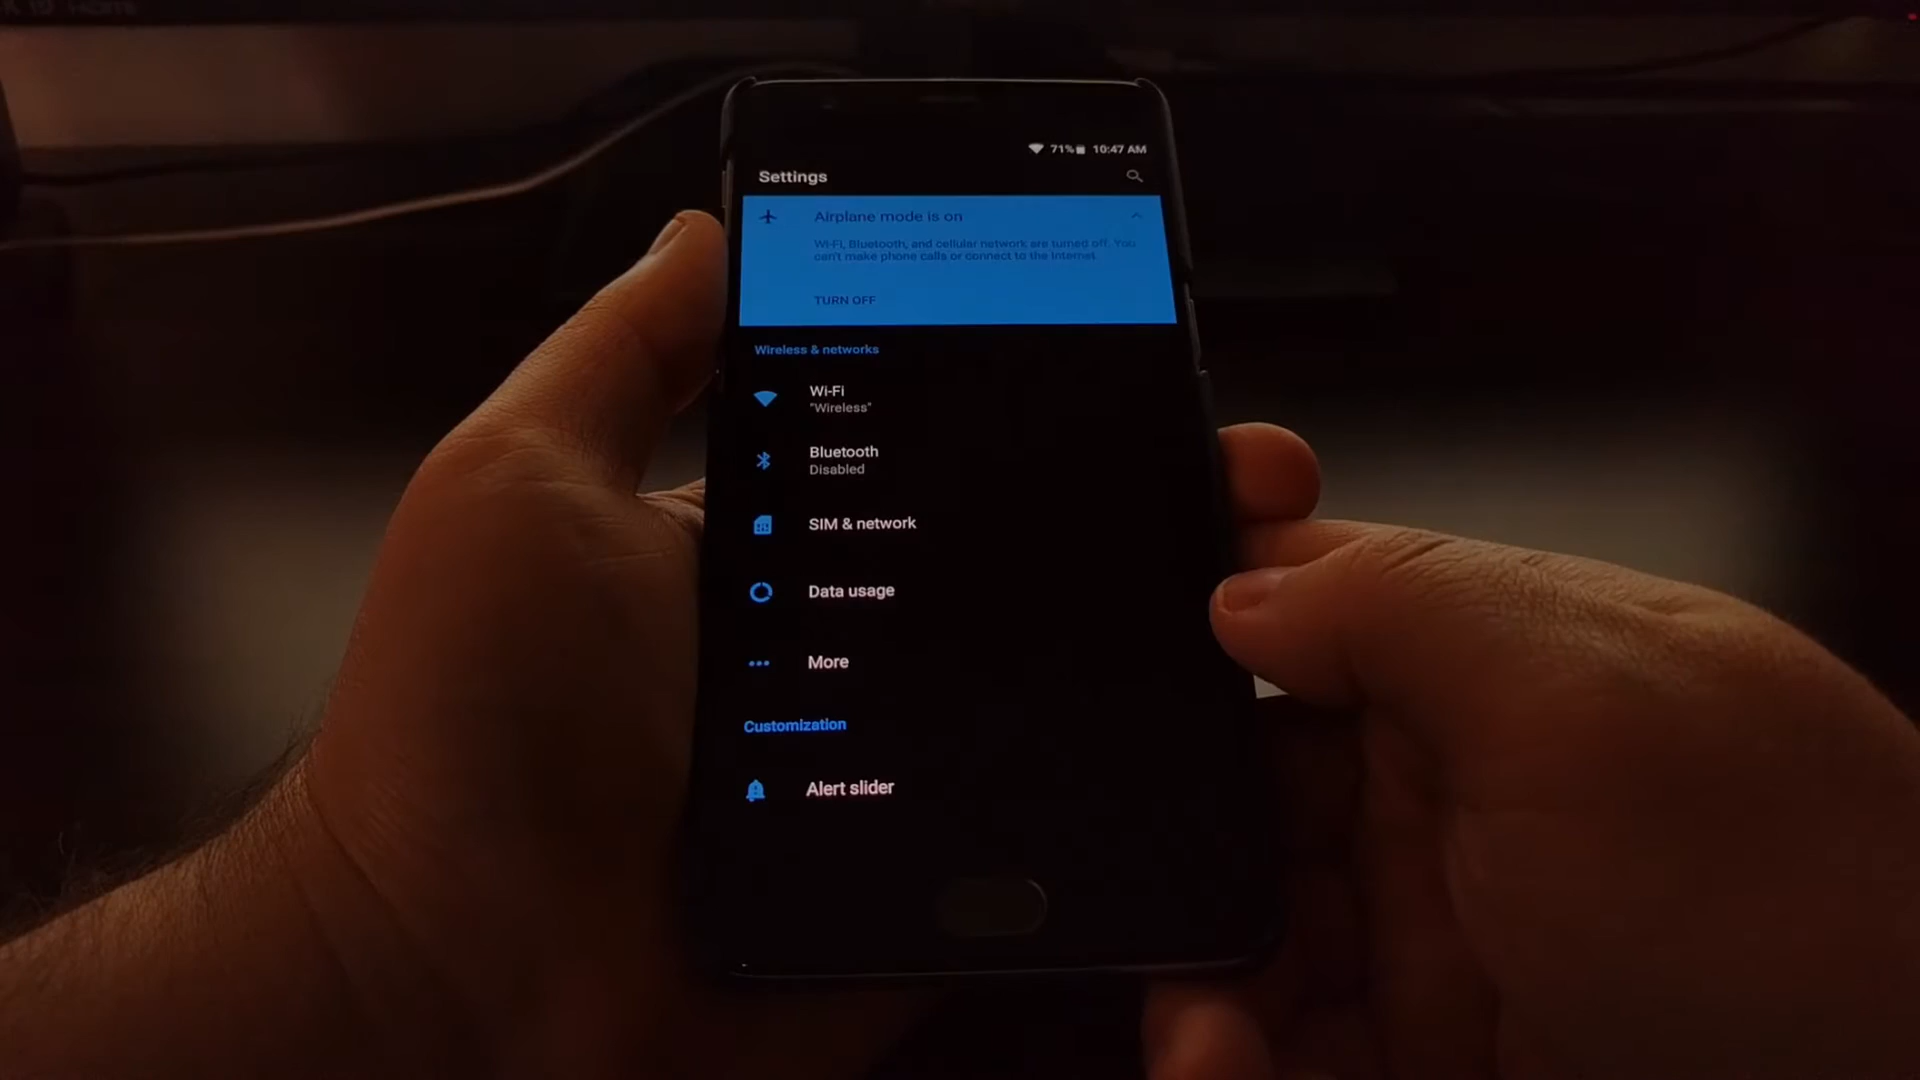 71% 10:47 AM
Settings
Airplane mode is on
Wi-Fi, Bluetooth, and cellular network are turned off. You
can't make phone calls or connect to the Internet.
TURN OFF
Wireless & networks
Wi-Fi
"Wireless"
Bluetooth
Disabled
SIM & network
Data usage
More
Customization
Alert slider